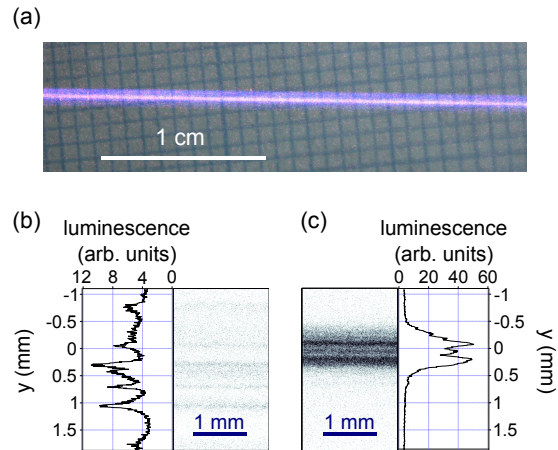 (a)
1 cm
(b)
luminescence
(arb. units)
12 8 4 0
-1
-0.5
0
0.5
1
1.5
y (mm)
1 mm
(c)
luminescence
(arb. units)
0 20 40 60
-1
-0.5
0
0.5
1
1.5
y (mm)
1 mm